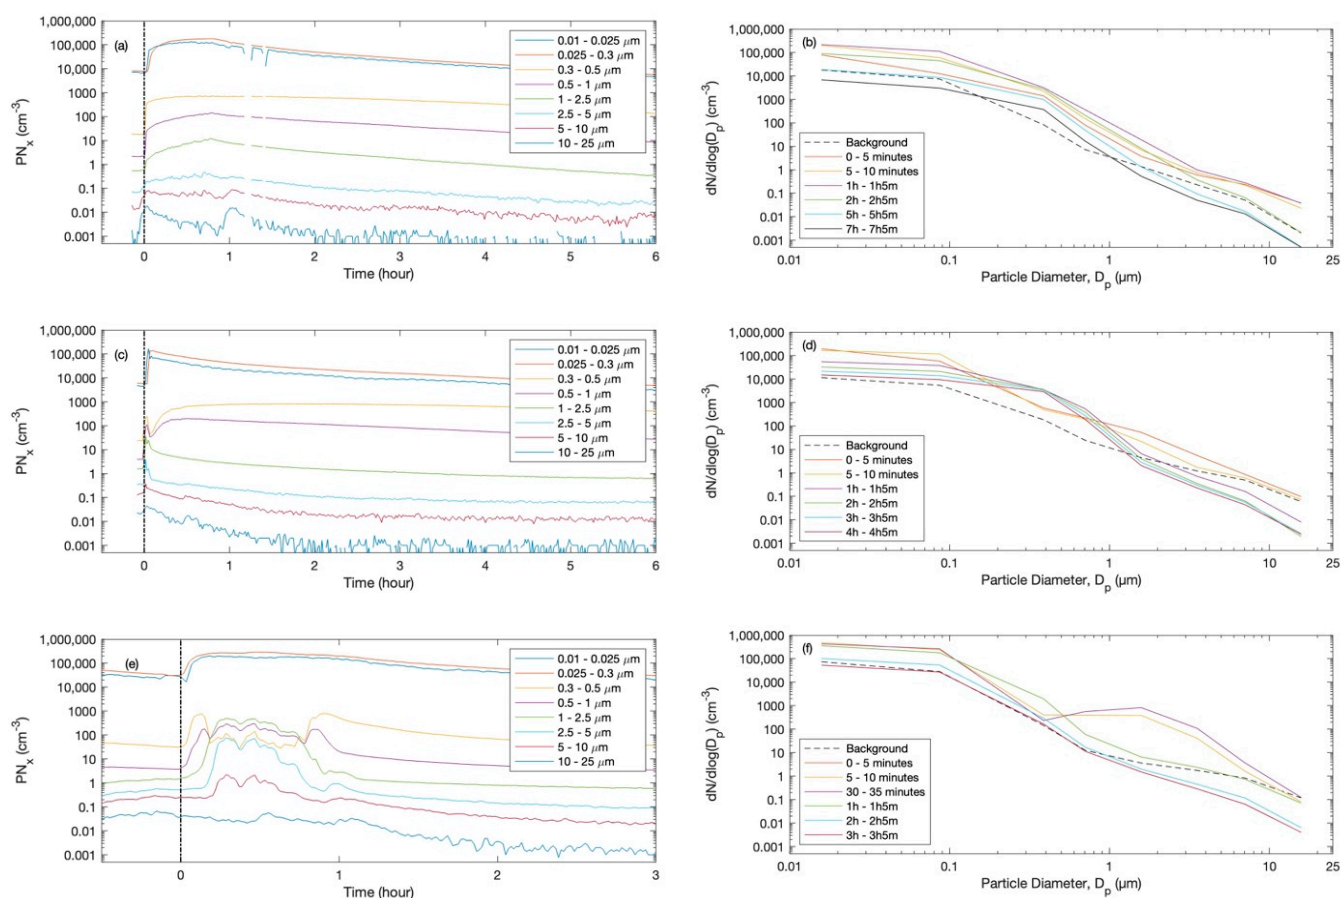 (a)
1,000,000
100,000
10,000
1000
100
10
1
0.1
0.01
0.001
PNx (cm-3)
0.01 - 0.025 μm
0.025 - 0.3 μm
0.3 - 0.5 μm
0.5 - 1 μm
1 - 2.5 μm
2.5 - 5 μm
5 - 10 μm
10 - 25 μm
0 1 2 3 4 5 6
Time (hour)
(b)
1,000,000
100,000
10,000
1000
100
10
1
0.1
0.01
0.001
dN/dlog(Dp) (cm-3)
Background
0 - 5 minutes
5 - 10 minutes
1h - 1h5m
2h - 2h5m
5h - 5h5m
7h - 7h5m
0.01 0.1 1 10 25
Particle Diameter, Dp (μm)
(c)
1,000,000
100,000
10,000
1000
100
10
1
0.1
0.01
0.001
PNx (cm-3)
0.01 - 0.025 μm
0.025 - 0.3 μm
0.3 - 0.5 μm
0.5 - 1 μm
1 - 2.5 μm
2.5 - 5 μm
5 - 10 μm
10 - 25 μm
0 1 2 3 4 5 6
Time (hour)
(d)
1,000,000
100,000
10,000
1000
100
10
1
0.1
0.01
0.001
dN/dlog(Dp) (cm-3)
Background
0 - 5 minutes
5 - 10 minutes
1h - 1h5m
2h - 2h5m
3h - 3h5m
4h - 4h5m
0.01 0.1 1 10 25
Particle Diameter, Dp (μm)
(e)
1,000,000
100,000
10,000
1000
100
10
1
0.1
0.01
0.001
PNx (cm-3)
0.01 - 0.025 μm
0.025 - 0.3 μm
0.3 - 0.5 μm
0.5 - 1 μm
1 - 2.5 μm
2.5 - 5 μm
5 - 10 μm
10 - 25 μm
0 1 2 3
Time (hour)
(f)
1,000,000
100,000
10,000
1000
100
10
1
0.1
0.01
0.001
dN/dlog(Dp) (cm-3)
Background
0 - 5 minutes
5 - 10 minutes
30 - 35 minutes
1h - 1h5m
2h - 2h5m
3h - 3h5m
0.01 0.1 1 10 25
Particle Diameter, Dp (μm)